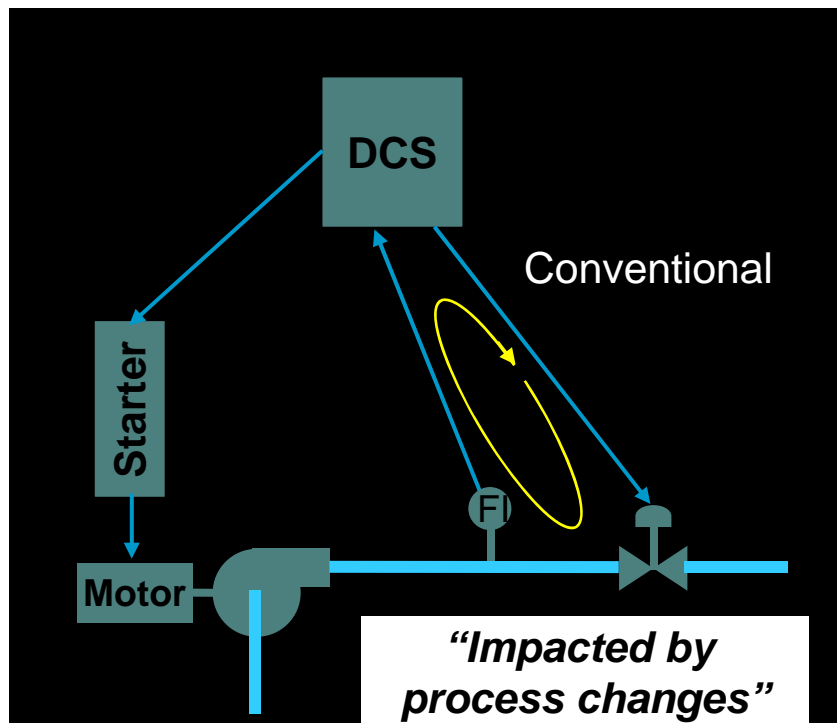 DCS
Conventional
Starter
FI
Motor
“Impacted by
process changes”